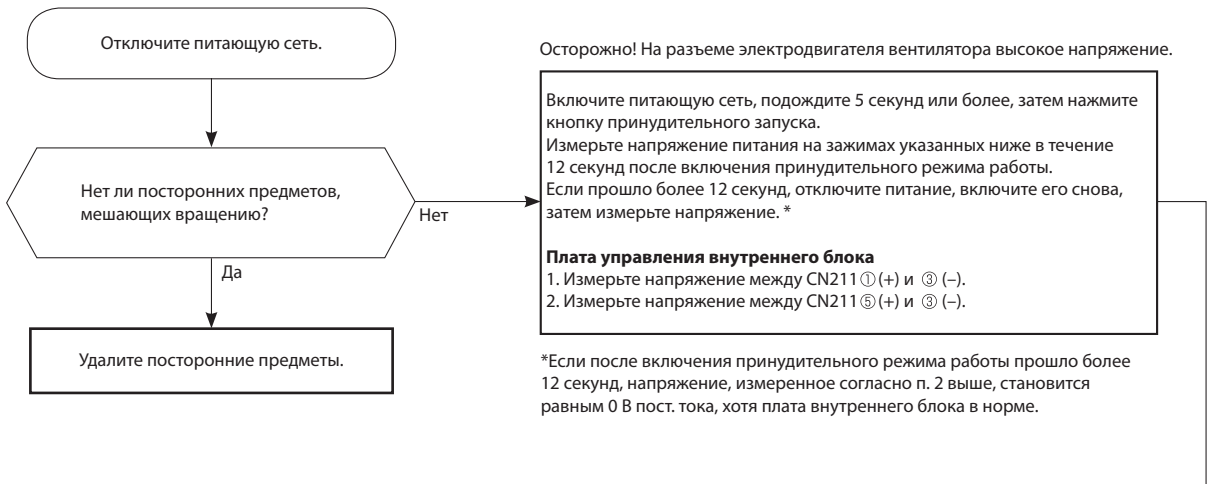 Отключите питающую сеть.
Нет ли посторонних предметов,
мешающих вращению?
Нет
Да
Удалите посторонние предметы.
Осторожно! На разъеме электродвигателя вентилятора высокое напряжение.
Включите питающую сеть, подождите 5 секунд или более, затем нажмите
кнопку принудительного запуска.
Измерьте напряжение питания на зажимах указанных ниже в течение
12 секунд после включения принудительного режима работы.
Если прошло более 12 секунд, отключите питание, включите его снова,
затем измерьте напряжение. *
Плата управления внутреннего блока
1. Измерьте напряжение между CN211 ① (+) и ③ (–).
2. Измерьте напряжение между CN211 ⑤ (+) и ③ (–).
*Если после включения принудительного режима работы прошло более
12 секунд, напряжение, измеренное согласно п. 2 выше, становится
равным 0 В пост. тока, хотя плата внутреннего блока в норме.